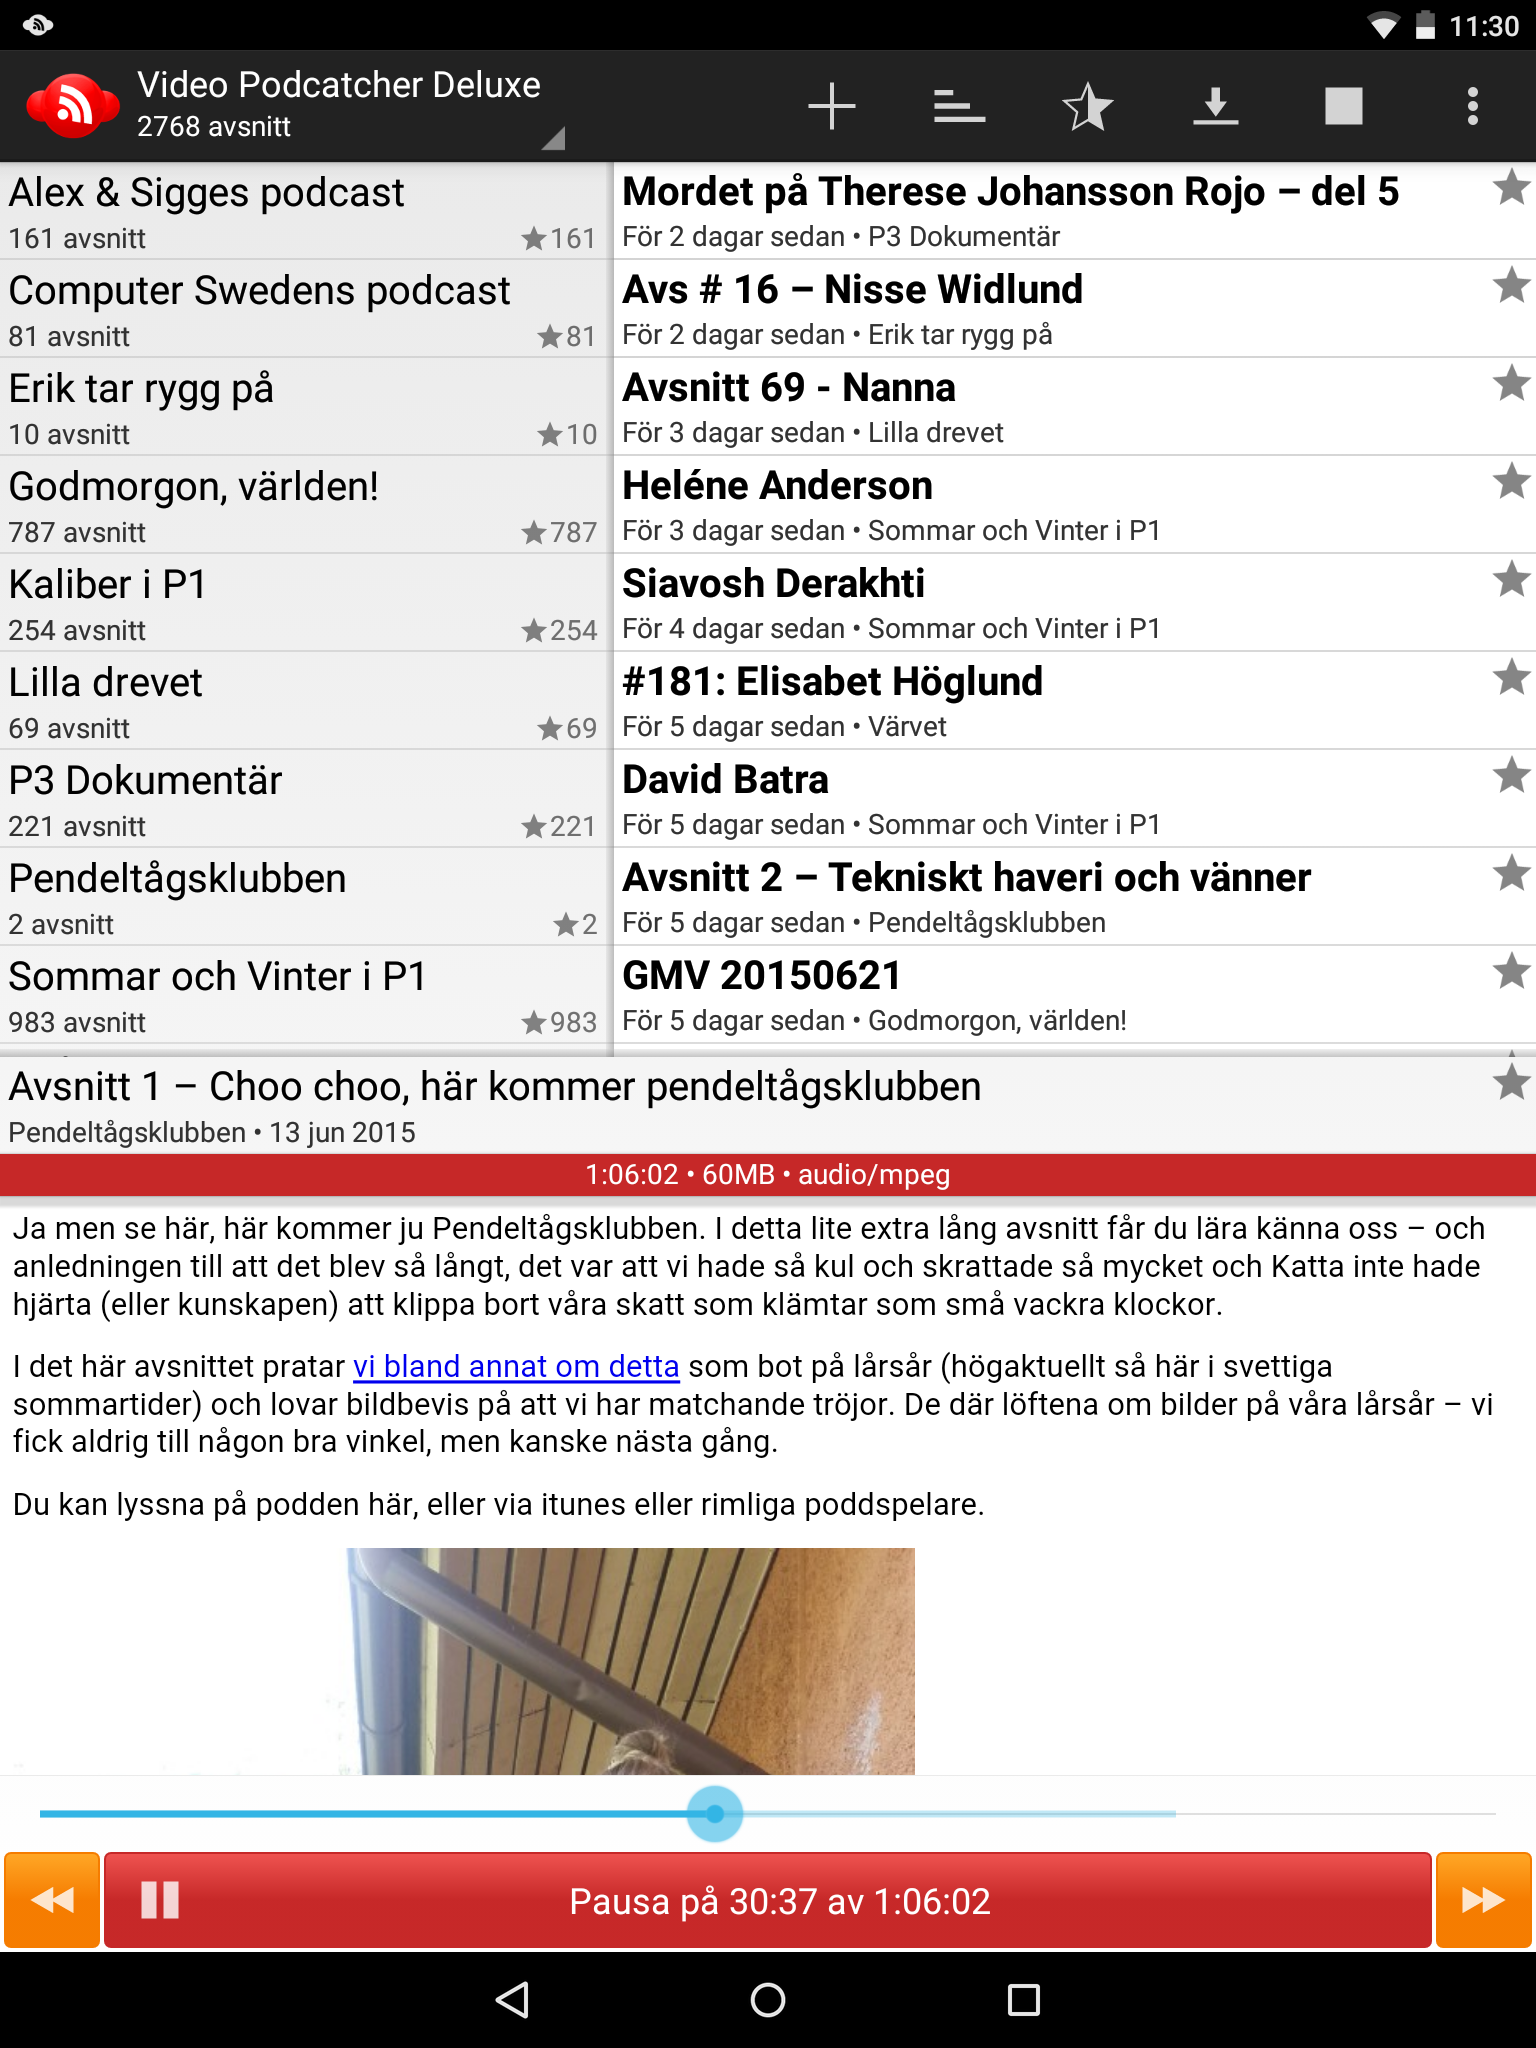 11:30
Video Podcatcher Deluxe
2768 avsnitt
Alex & Sigges podcast
161 avsnitt
161
Computer Swedens podcast
81 avsnitt
81
Erik tar rygg på
10 avsnitt
10
Godmorgon, världen!
787 avsnitt
787
Kaliber i P1
254 avsnitt
254
Lilla drevet
69 avsnitt
69
P3 Dokumentär
221 avsnitt
221
Pendeltågsklubben
2 avsnitt
2
Sommar och Vinter i P1
983 avsnitt
983
Mordet på Therese Johansson Rojo – del 5
För 2 dagar sedan • P3 Dokumentär
Avs # 16 – Nisse Widlund
För 2 dagar sedan • Erik tar rygg på
Avsnitt 69 - Nanna
För 3 dagar sedan • Lilla drevet
Heléne Anderson
För 3 dagar sedan • Sommar och Vinter i P1
Siavosh Derakhti
För 4 dagar sedan • Sommar och Vinter i P1
#181: Elisabet Höglund
För 5 dagar sedan • Värvet
David Batra
För 5 dagar sedan • Sommar och Vinter i P1
Avsnitt 2 – Tekniskt haveri och vänner
För 5 dagar sedan • Pendeltågsklubben
GMV 20150621
För 5 dagar sedan • Godmorgon, världen!
Avsnitt 1 – Choo choo, här kommer pendeltågsklubben
Pendeltågsklubben • 13 jun 2015
1:06:02 • 60MB • audio/mpeg
Ja men se här, här kommer ju Pendeltågsklubben. I detta lite extra lång avsnitt får du lära känna oss – och
anledningen till att det blev så långt, det var att vi hade så kul och skrattade så mycket och Katta inte hade
hjärta (eller kunskapen) att klippa bort våra skatt som klämtar som små vackra klockor.
I det här avsnittet pratar vi bland annat om detta som bot på lårsår (högaktuellt så här i svettiga
sommartider) och lovar bildbevis på att vi har matchande tröjor. De där löftena om bilder på våra lårsår – vi
fick aldrig till någon bra vinkel, men kanske nästa gång.
Du kan lyssna på podden här, eller via itunes eller rimliga poddspelare.
Pausa på 30:37 av 1:06:02